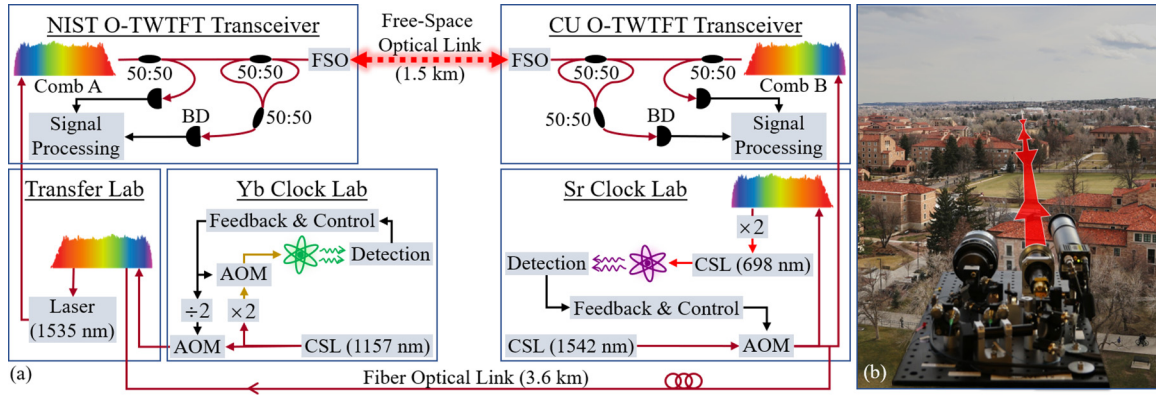 NIST O-TWTFT Transceiver
Comb A
50:50
50:50
FSO
50:50
BD
Signal
Processing
Free-Space
Optical Link
(1.5 km)
CU O-TWTFT Transceiver
FSO
50:50
50:50
Comb B
50:50
BD
Signal
Processing
Transfer Lab
Laser
(1535 nm)
Yb Clock Lab
Feedback & Control
AOM
Detection
÷2
×2
AOM
CSL (1157 nm)
Sr Clock Lab
×2
Detection
CSL (698 nm)
Feedback & Control
CSL (1542 nm)
AOM
(a)
Fiber Optical Link (3.6 km)
(b)